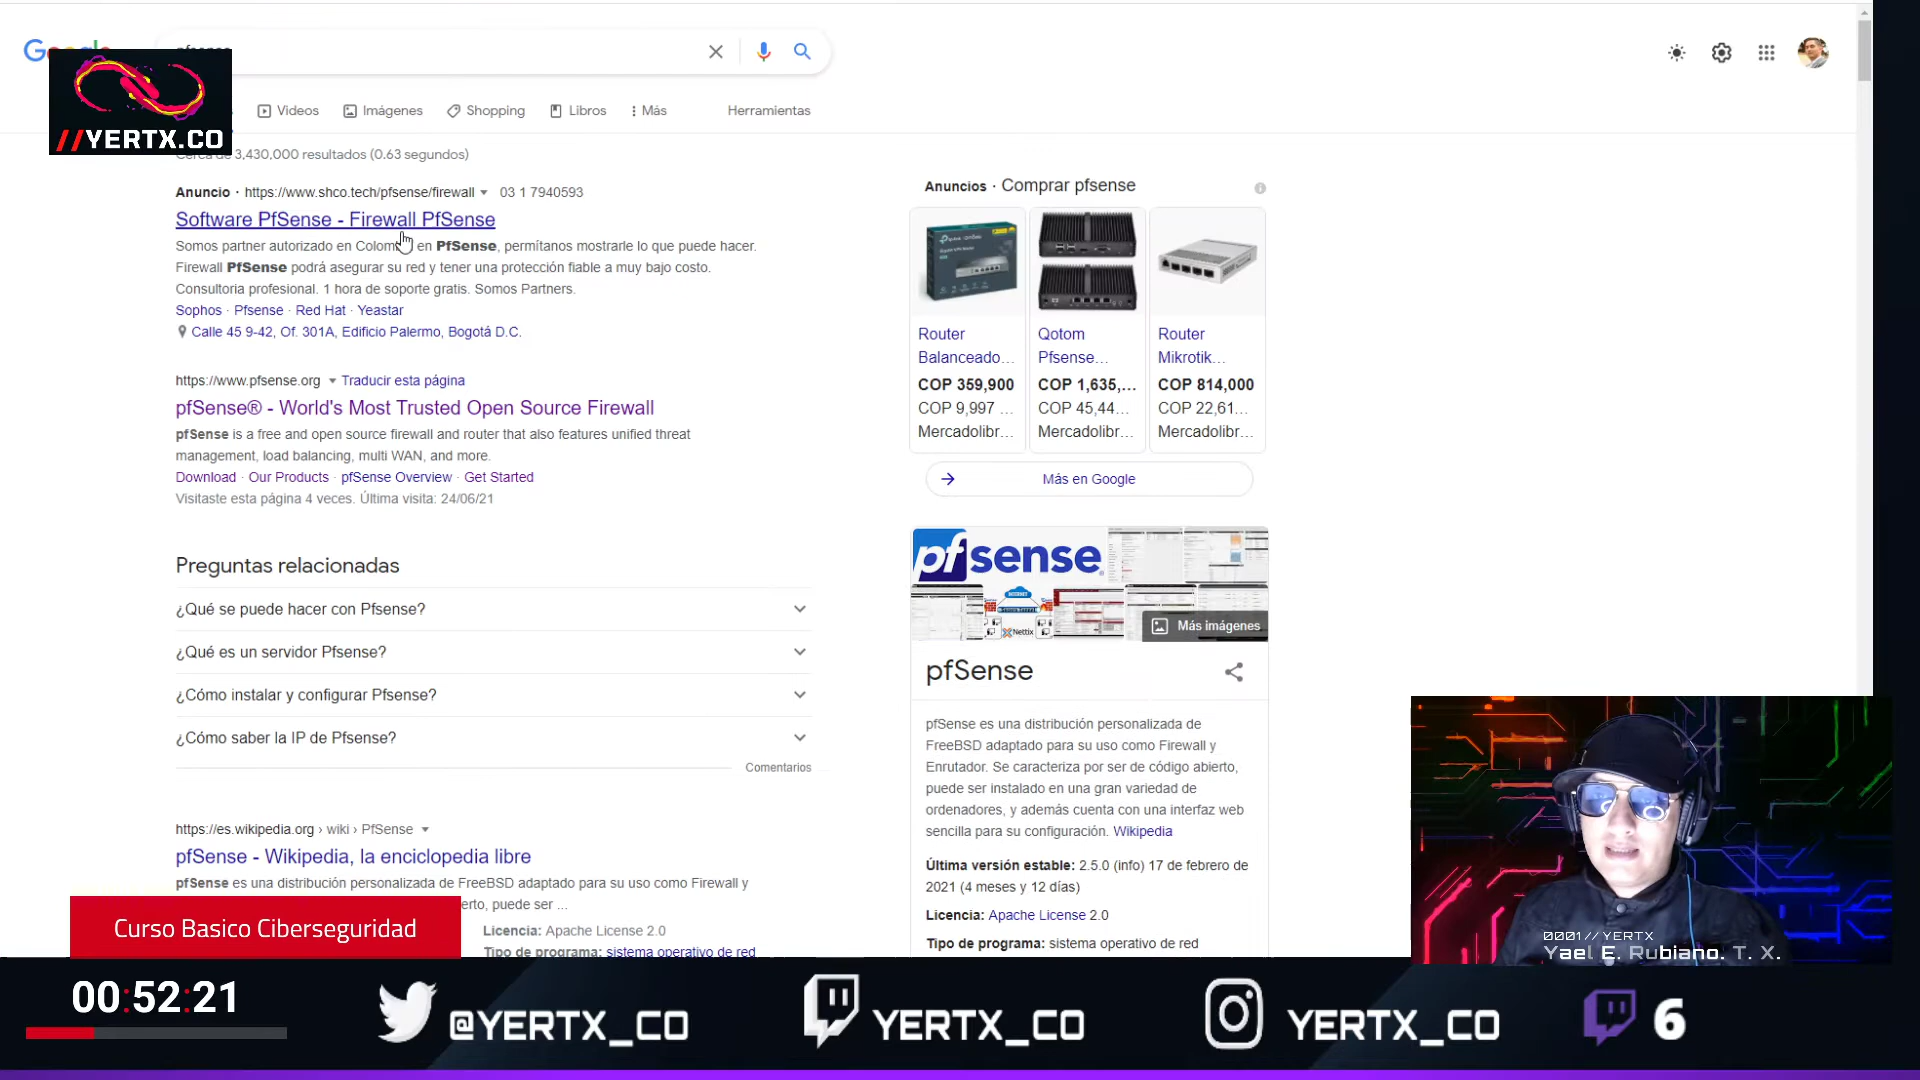 //YERTX.CO
Videos
Imágenes
Shopping
Libros
Más
Herramientas
Cerca de 3,430,000 resultados (0.63 segundos)
Anuncio · https://www.shco.tech/pfsense/firewall 03 1 7940593
Software PfSense - Firewall PfSense
Somos partner autorizado en Colom en PfSense, permítanos mostrarle lo que puede hacer.
Firewall PfSense podrá asegurar su red y tener una protección fiable a muy bajo costo.
Consultoria profesional. 1 hora de soporte gratis. Somos Partners.
Sophos · Pfsense · Red Hat · Yeastar
Calle 45 9-42, Of. 301A, Edificio Palermo, Bogotá D.C.
https://www.pfsense.org Traducir esta página
pfSense® - World's Most Trusted Open Source Firewall
pfSense is a free and open source firewall and router that also features unified threat
management, load balancing, multi WAN, and more.
Download · Our Products · pfSense Overview · Get Started
Visitaste esta página 4 veces. Última visita: 24/06/21
Preguntas relacionadas
¿Qué se puede hacer con Pfsense?
¿Qué es un servidor Pfsense?
¿Cómo instalar y configurar Pfsense?
¿Cómo saber la IP de Pfsense?
Comentarios
https://es.wikipedia.org › wiki › PfSense
pfSense - Wikipedia, la enciclopedia libre
pfSense es una distribución personalizada de FreeBSD adaptado para su uso como Firewall y
erto, puede ser ...
Licencia: Apache License 2.0
Tipo de programa: sistema operativo de red
Anuncios · Comprar pfsense
Router
Balanceado...
COP 359,900
COP 9,997 ...
Mercadolibr...
Qotom
Pfsense...
COP 1,635,...
COP 45,44...
Mercadolibr...
Router
Mikrotik...
COP 814,000
COP 22,61...
Mercadolibr...
Más en Google
pfsense
Nettix
Más imágenes
pfSense
pfSense es una distribución personalizada de
FreeBSD adaptado para su uso como Firewall y
Enrutador. Se caracteriza por ser de código abierto,
puede ser instalado en una gran variedad de
ordenadores, y además cuenta con una interfaz web
sencilla para su configuración. Wikipedia
Última versión estable: 2.5.0 (info) 17 de febrero de
2021 (4 meses y 12 días)
Licencia: Apache License 2.0
Tipo de programa: sistema operativo de red
0001 // YERTX
Yael E. Rubiano. T. X.
Curso Basico Ciberseguridad
00:52:21
@YERTX_CO
YERTX_CO
YERTX_CO
6